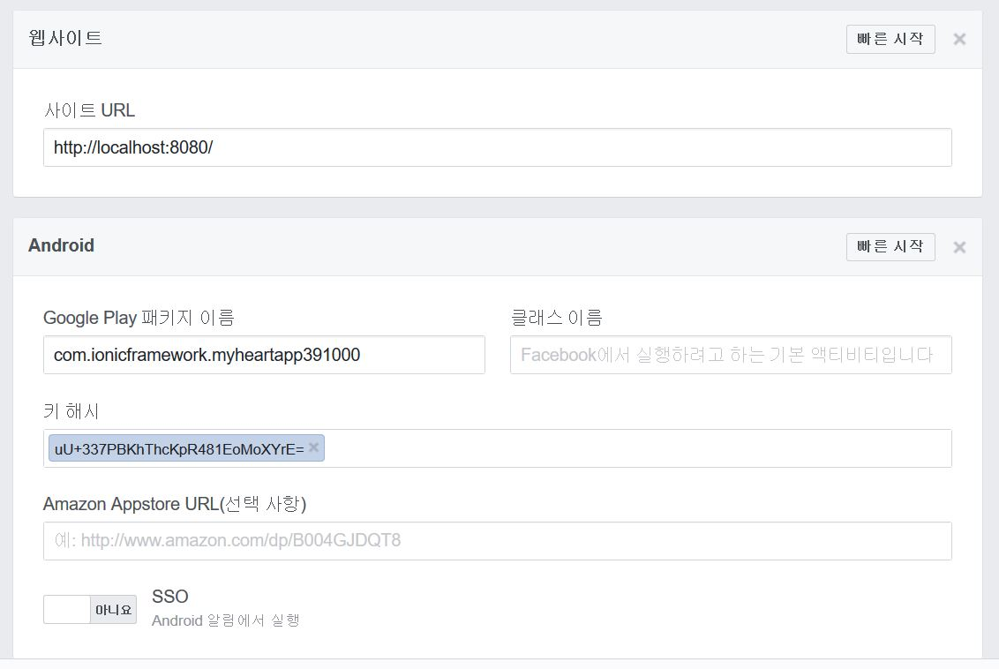 웹사이트
빠른 시작
사이트 URL
http://localhost:8080/
Android
빠른 시작
Google Play 패키지 이름
클래스 이름
com.ionicframework.myheartapp391000
Facebook에서 실행하려고 하는 기본 액티비티입니다
키 해시
uU+337PBKhThcKpR481EoMoXYrE=
Amazon Appstore URL(선택 사항)
예: http://www.amazon.com/dp/B004GJDQT8
아니요
SSO
Android 알림에서 실행